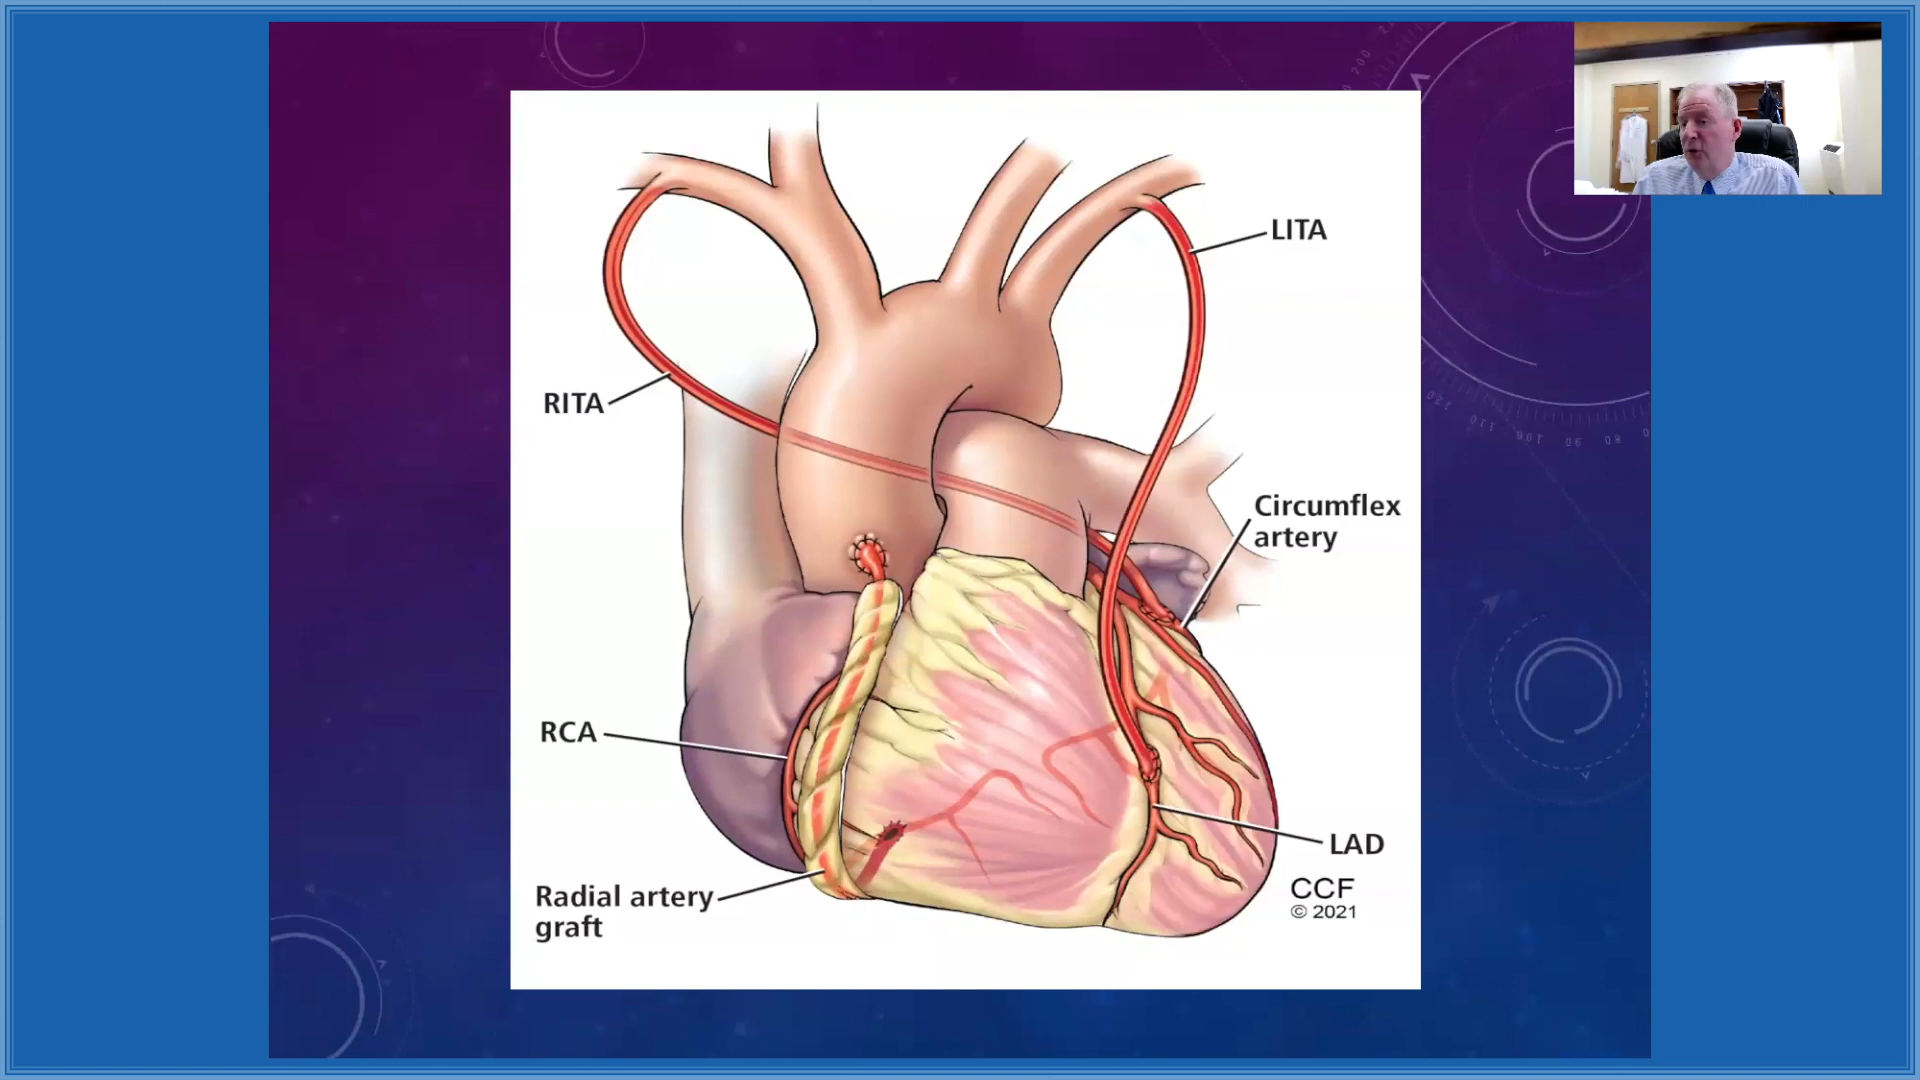 LITA
RITA
Circumflex
artery
RCA
LAD
Radial artery
graft
CCF
© 2021